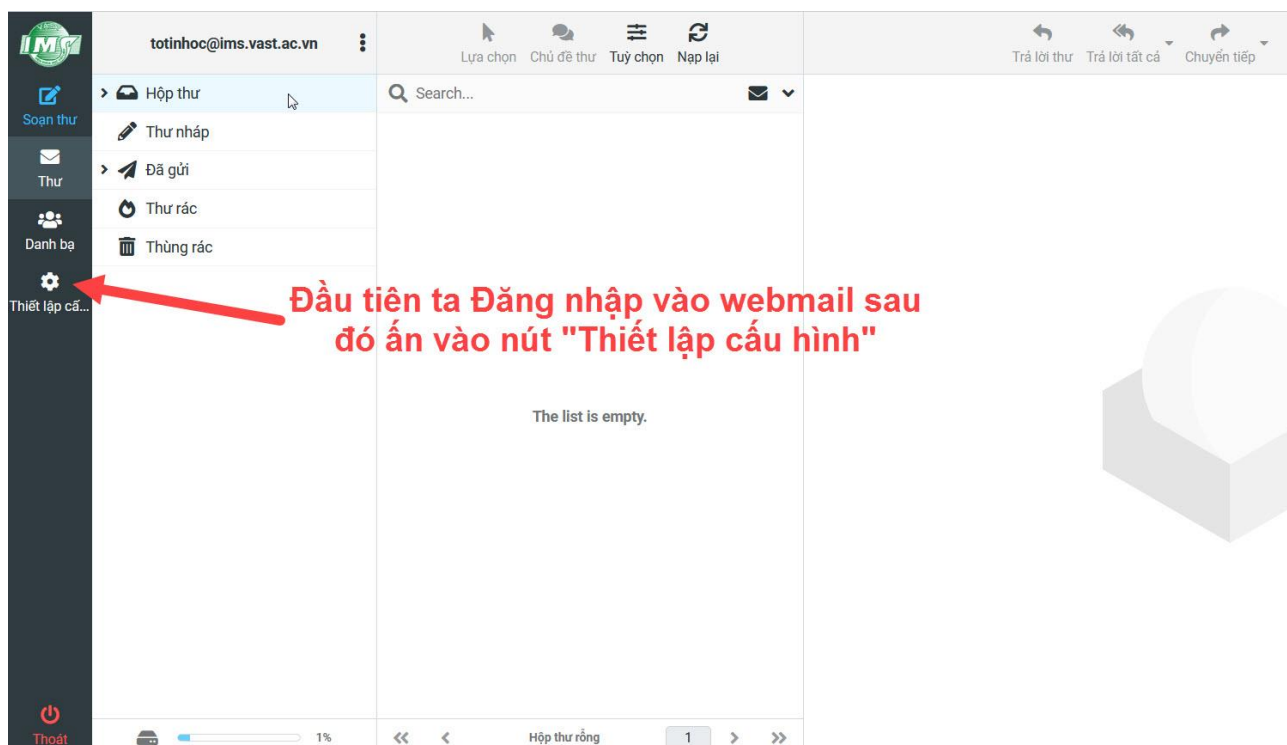 IMS
totinhoc@ims.vast.ac.vn
Soạn thư
Thư
Danh bạ
Thiết lập cấ...
Thoát
Hộp thư
Thư nháp
Đã gửi
Thư rác
Thùng rác
1%
Lựa chọn
Chủ đề thư
Tuỳ chọn
Nạp lại
Search...
The list is empty.
Hộp thư rỗng
1
Trả lời thư
Trả lời tất cả
Chuyển tiếp
Đầu tiên ta Đăng nhập vào webmail sau
đó ấn vào nút "Thiết lập cấu hình"